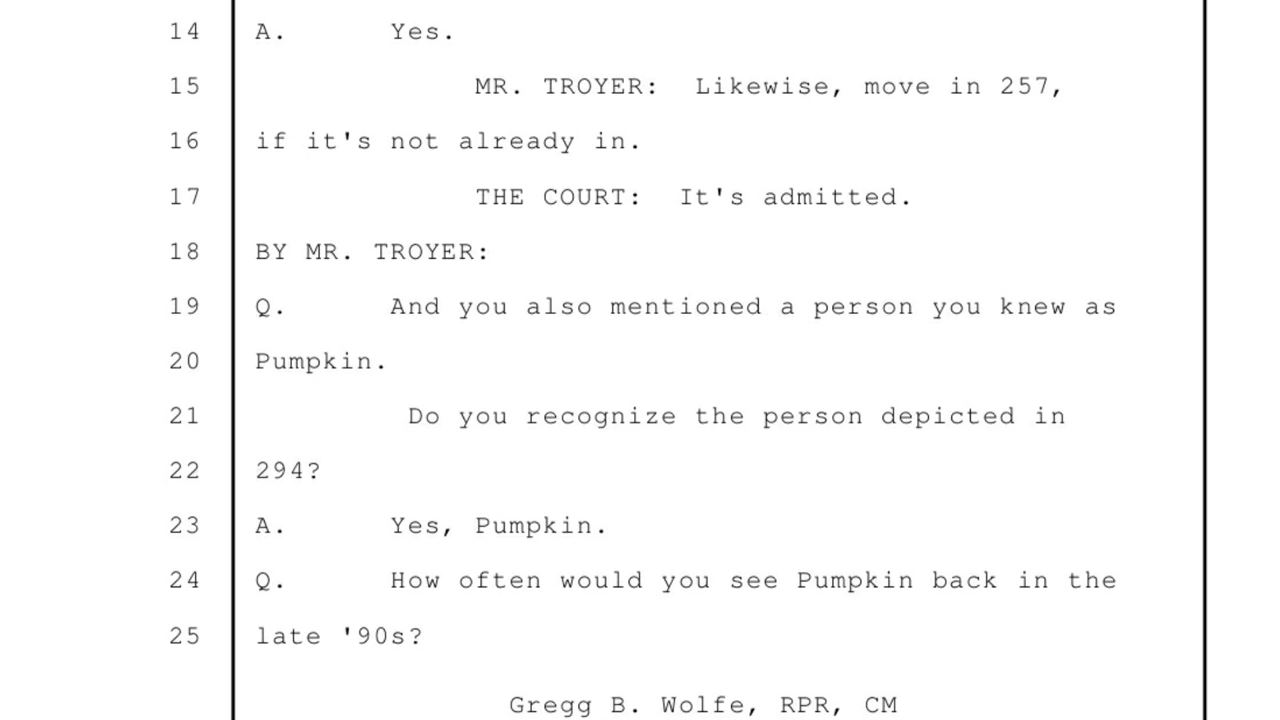 14 A. Yes.
15 MR. TROYER: Likewise, move in 257,
16 if it's not already in.
17 THE COURT: It's admitted.
18 BY MR. TROYER:
19 Q. And you also mentioned a person you knew as
20 Pumpkin.
21 Do you recognize the person depicted in
22 294?
23 A. Yes, Pumpkin.
24 Q. How often would you see Pumpkin back in the
25 late '90s?
Gregg B. Wolfe, RPR, CM